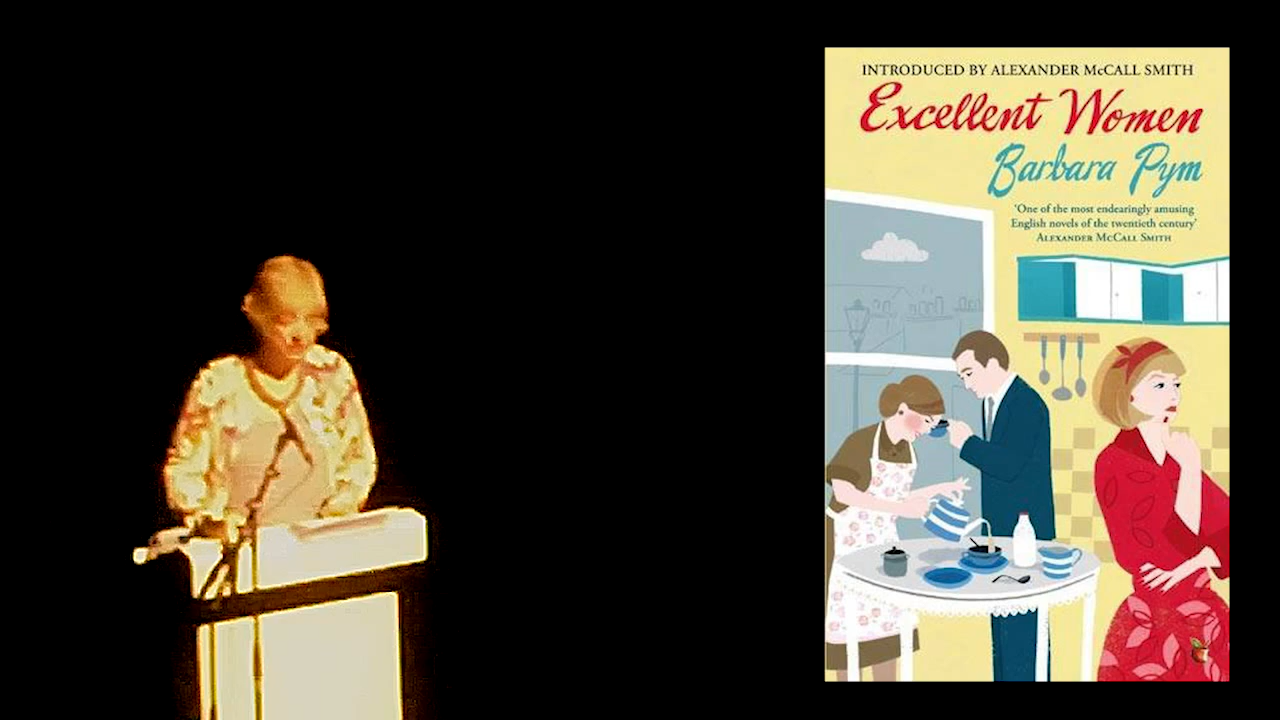 INTRODUCED BY ALEXANDER McCALL SMITH
Excellent Women
Barbara Pym
‘One of the most endearingly amusing
English novels of the twentieth century’
ALEXANDER McCALL SMITH